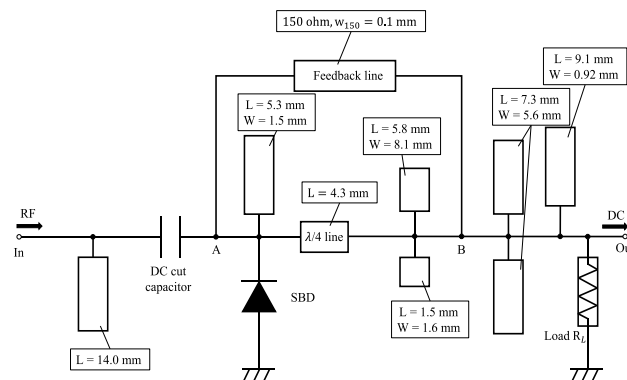 150 ohm, w₁₅₀ = 0.1 mm
Feedback line
L = 9.1 mm
W = 0.92 mm
L = 5.3 mm
W = 1.5 mm
L = 7.3 mm
W = 5.6 mm
L = 5.8 mm
W = 8.1 mm
L = 4.3 mm
RF
In
DC cut
capacitor
A
λ/4 line
B
DC
Ou
SBD
L = 14.0 mm
L = 1.5 mm
W = 1.6 mm
Load R_L